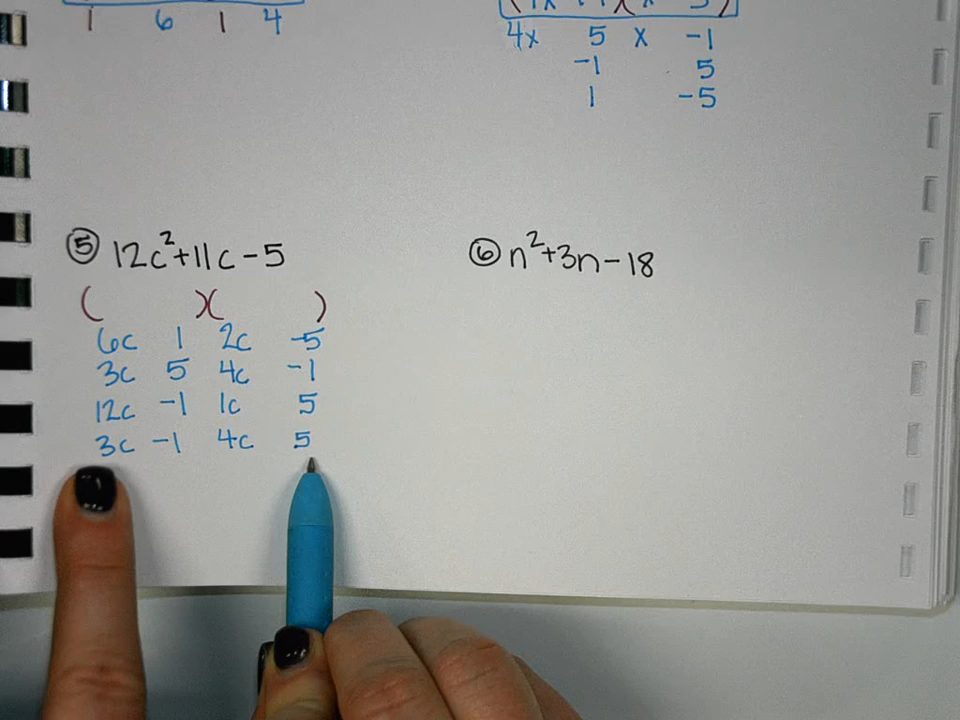 1 6 1 4
4x 5 x -1
-1 5
1 -5
⑤ 12c²+11c-5
( )( )
6c 1 2c -5
3c 5 4c -1
12c -1 1c 5
3c -1 4c 5
⑥ n²+3n-18